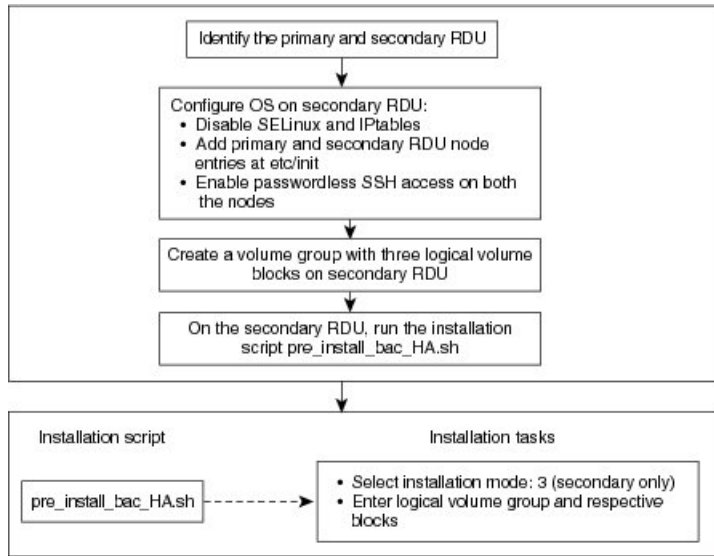 Identify the primary and secondary RDU
Configure OS on secondary RDU:
• Disable SELinux and IPtables
• Add primary and secondary RDU node
entries at etc/init
• Enable passwordless SSH access on both
the nodes
Create a volume group with three logical volume
blocks on secondary RDU
On the secondary RDU, run the installation
script pre_install_bac_HA.sh
Installation script
Installation tasks
pre_install_bac_HA.sh
• Select installation mode: 3 (secondary only)
• Enter logical volume group and respective
blocks